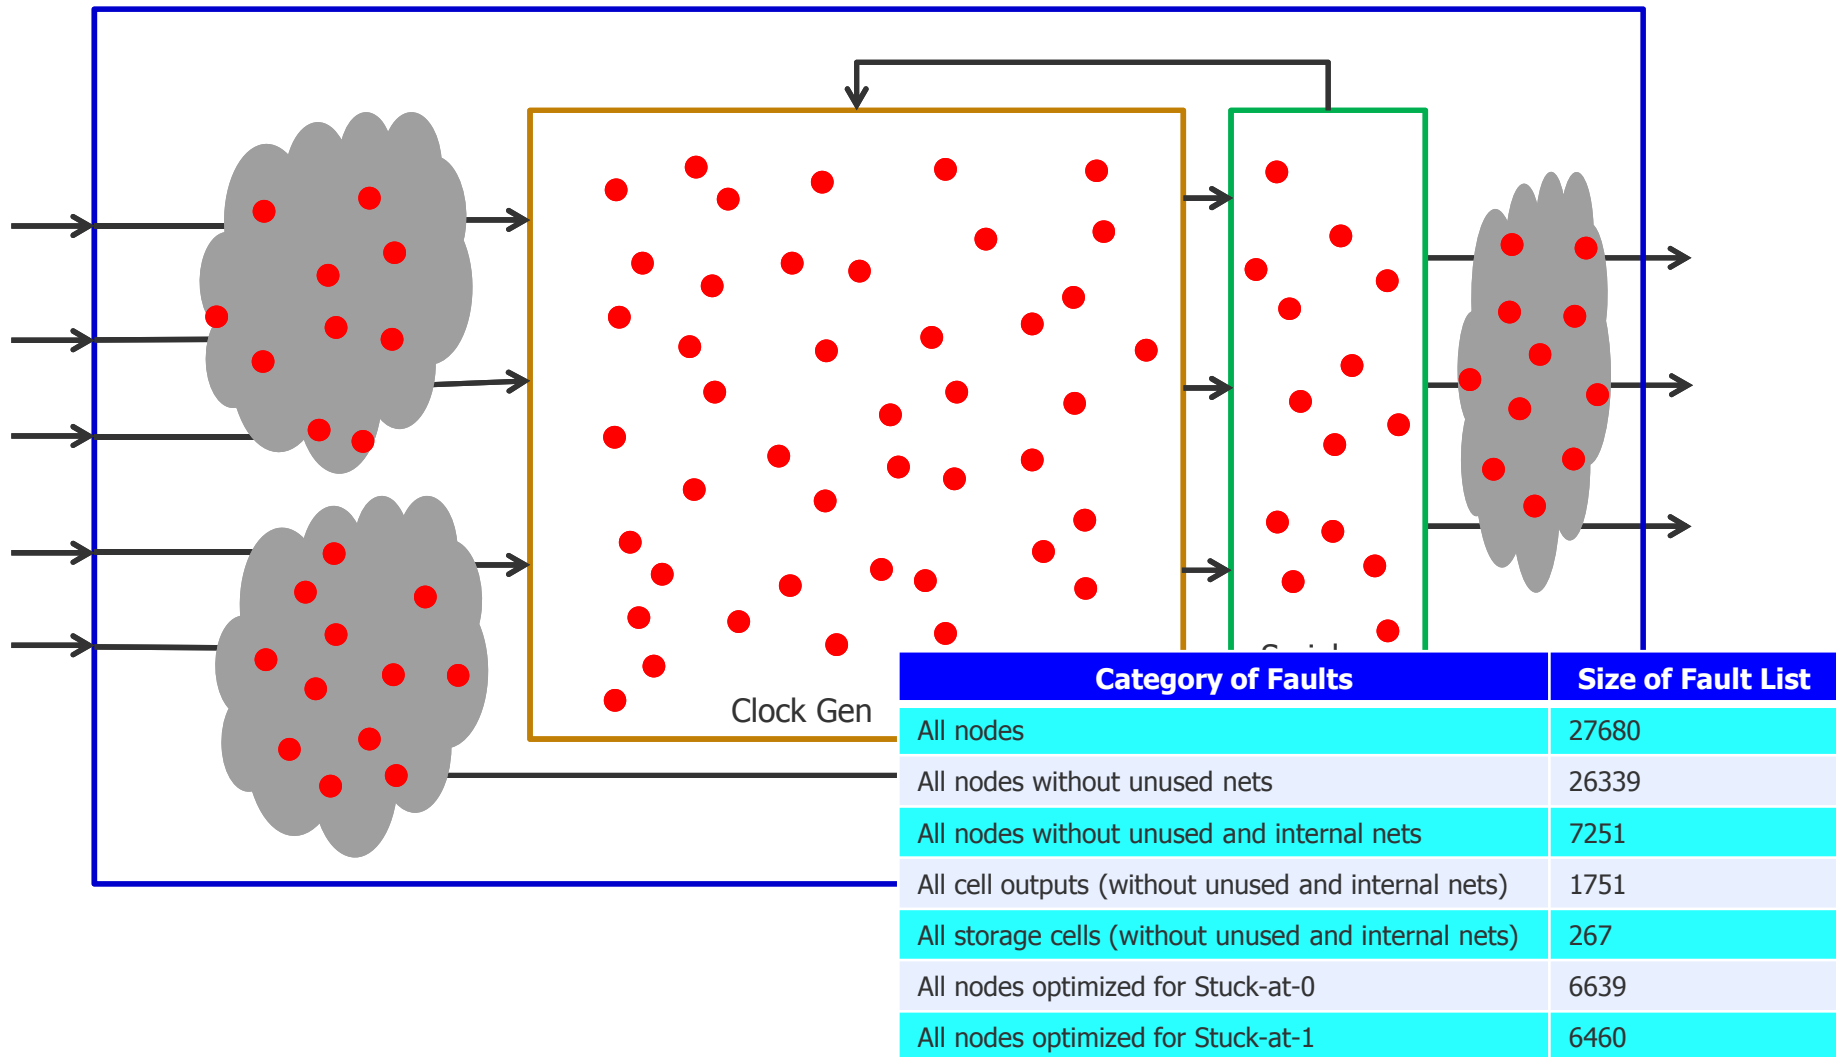 Clock Gen
Category of Faults Size of Fault List
All nodes 27680
All nodes without unused nets 26339
All nodes without unused and internal nets 7251
All cell outputs (without unused and internal nets) 1751
All storage cells (without unused and internal nets) 267
All nodes optimized for Stuck-at-0 6639
All nodes optimized for Stuck-at-1 6460